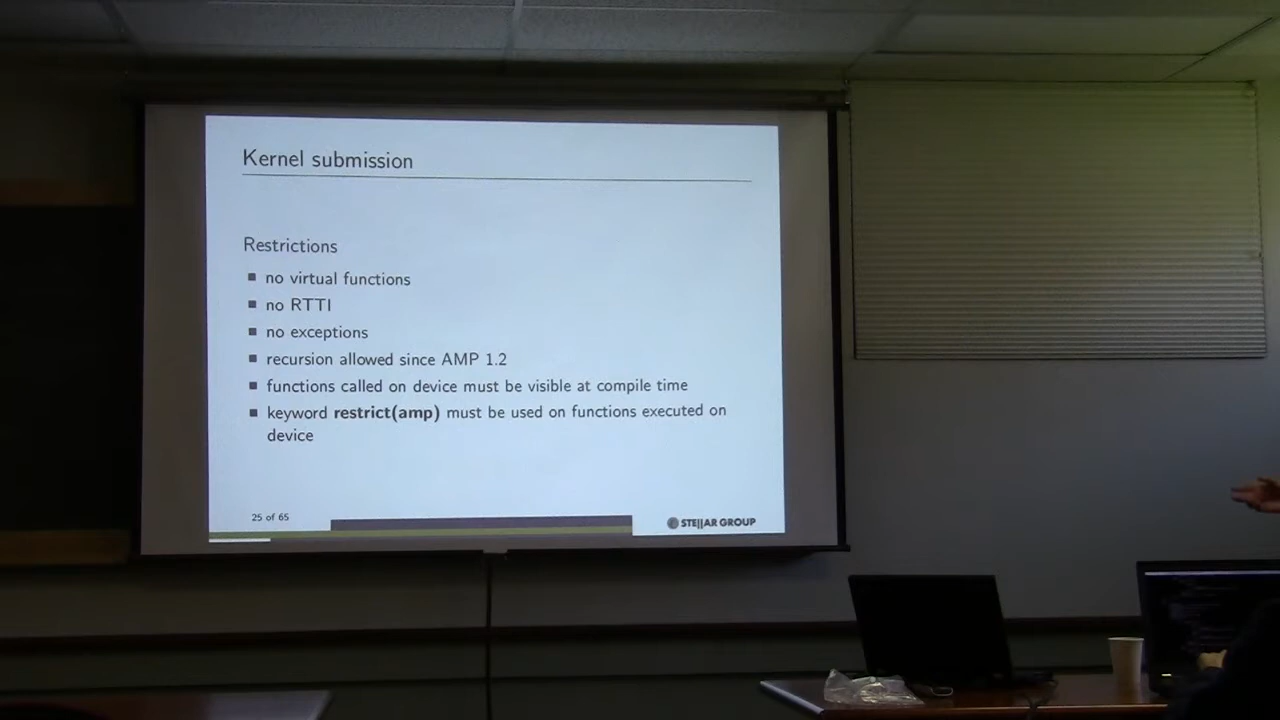 Kernel submission
Restrictions
no virtual functions
no RTTI
no exceptions
recursion allowed since AMP 1.2
functions called on device must be visible at compile time
keyword restrict(amp) must be used on functions executed on
device
25 of 65
STE||AR GROUP